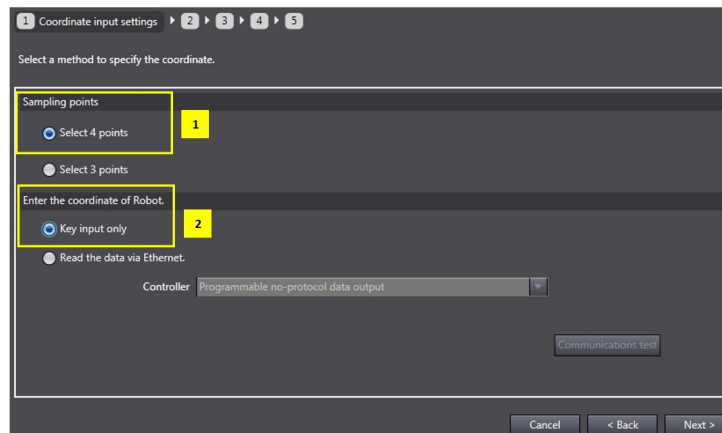 1 Coordinate input settings 2 3 4 5
Select a method to specify the coordinate.
Sampling points
Select 4 points
1
Select 3 points
Enter the coordinate of Robot.
Key input only
2
Read the data via Ethernet.
Controller Programmable no-protocol data output
Communications test
Cancel < Back Next >